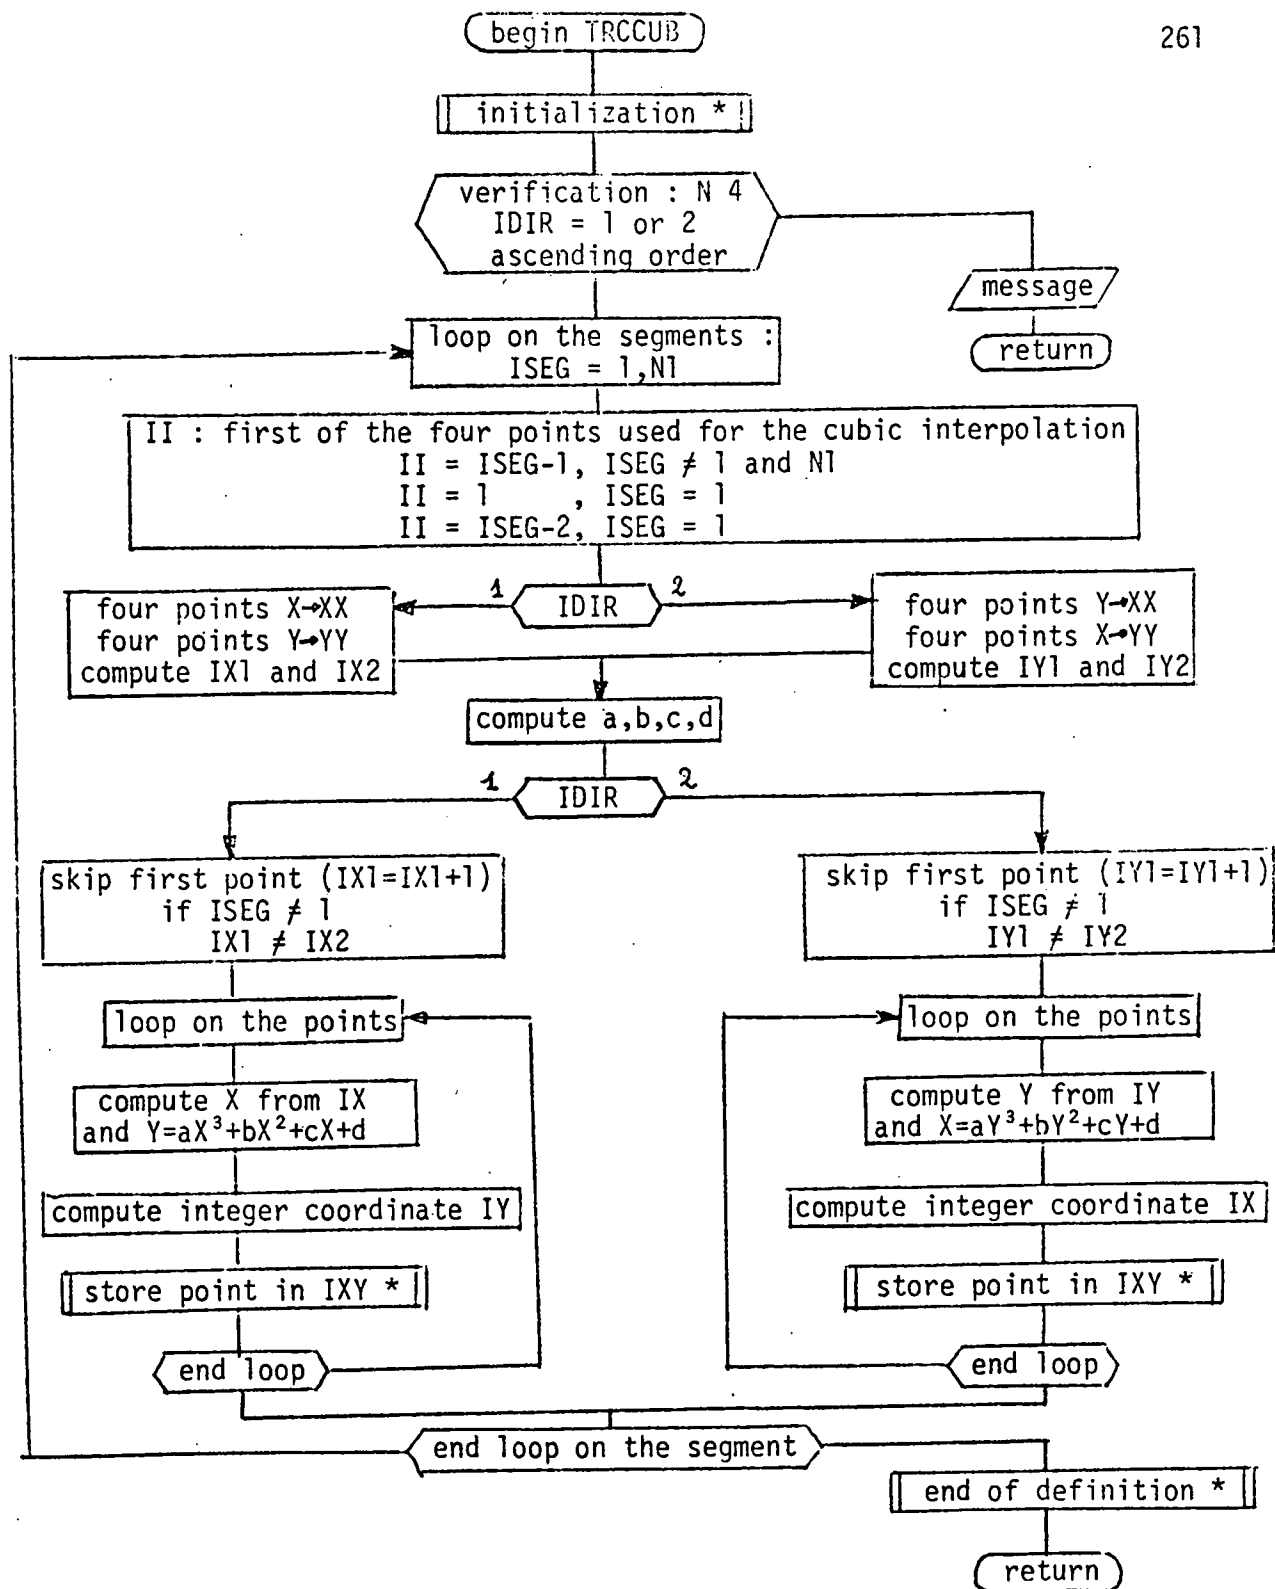 261
begin TRCCUB
initialization *
verification : N 4
IDIR = 1 or 2
ascending order
message
return
loop on the segments :
ISEG = 1,N1
II : first of the four points used for the cubic interpolation
II = ISEG-1, ISEG ≠ 1 and N1
II = 1 , ISEG = 1
II = ISEG-2, ISEG = 1
1 IDIR 2
four points X→XX
four points Y→YY
compute IX1 and IX2
four points Y→XX
four points X→YY
compute IY1 and IY2
compute a,b,c,d
1 IDIR 2
skip first point (IX1=IX1+1)
if ISEG ≠ 1
IX1 ≠ IX2
loop on the points
compute X from IX
and Y=aX³+bX²+cX+d
compute integer coordinate IY
store point in IXY *
end loop
skip first point (IY1=IY1+1)
if ISEG ≠ 1
IY1 ≠ IY2
loop on the points
compute Y from IY
and X=aY³+bY²+cY+d
compute integer coordinate IX
store point in IXY *
end loop
end loop on the segment
end of definition *
return